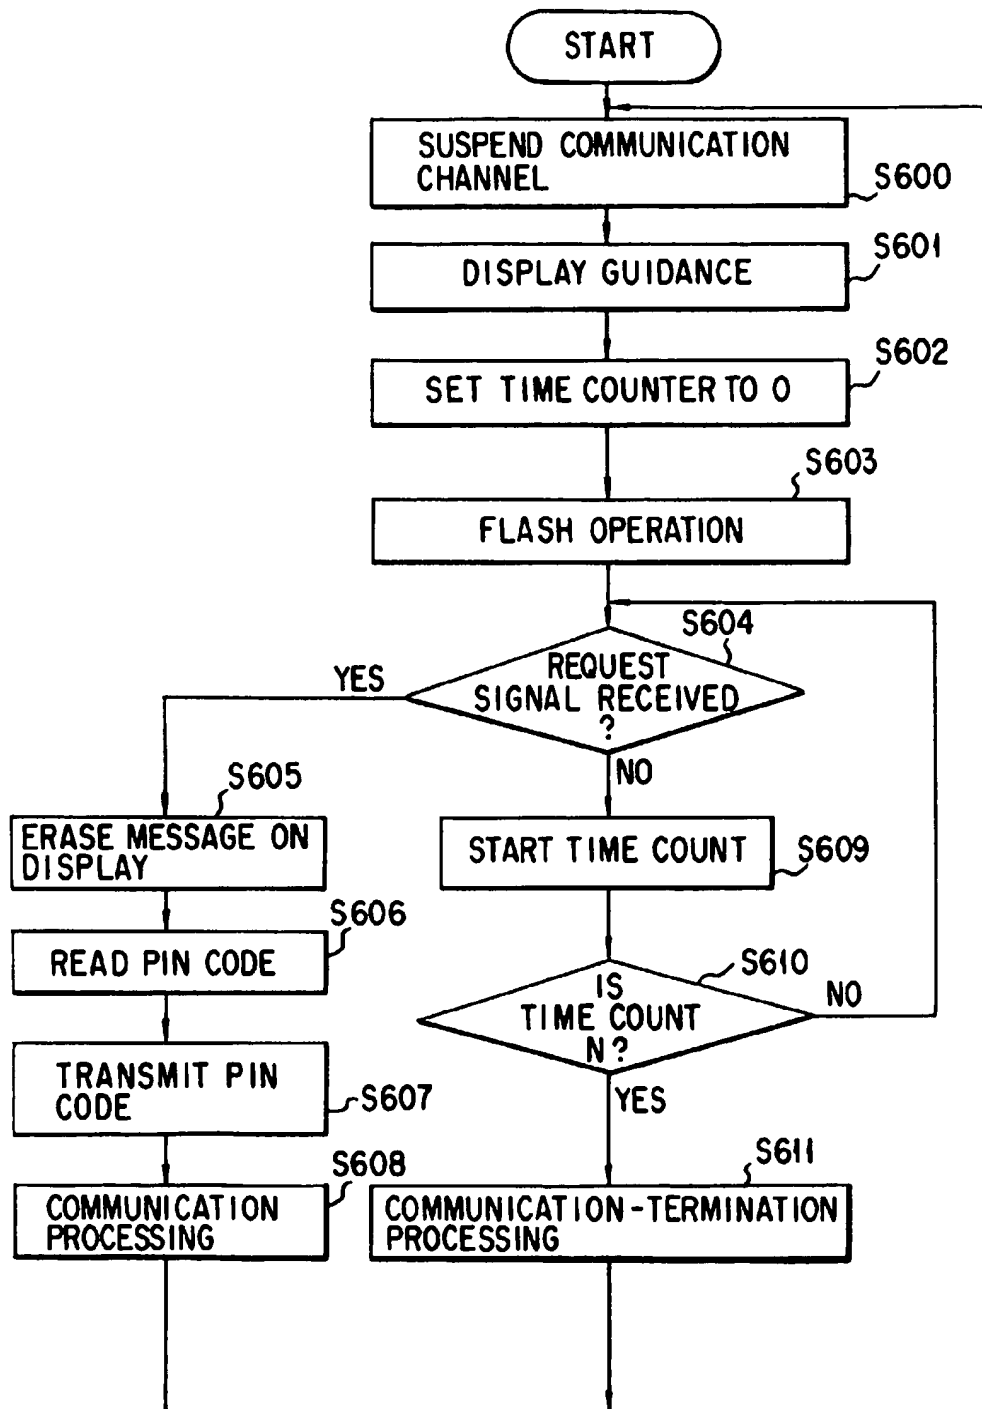 START
SUSPEND COMMUNICATION
CHANNEL
S600
S601
DISPLAY GUIDANCE
S602
SET TIME COUNTER TO 0
S603
FLASH OPERATION
S604
REQUEST
SIGNAL RECEIVED
?
YES
NO
S605
ERASE MESSAGE ON
DISPLAY
START TIME COUNT
S609
S606
READ PIN CODE
S610
IS
TIME COUNT
N?
NO
YES
TRANSMIT PIN
CODE
S607
S608
COMMUNICATION
PROCESSING
S611
COMMUNICATION-TERMINATION
PROCESSING